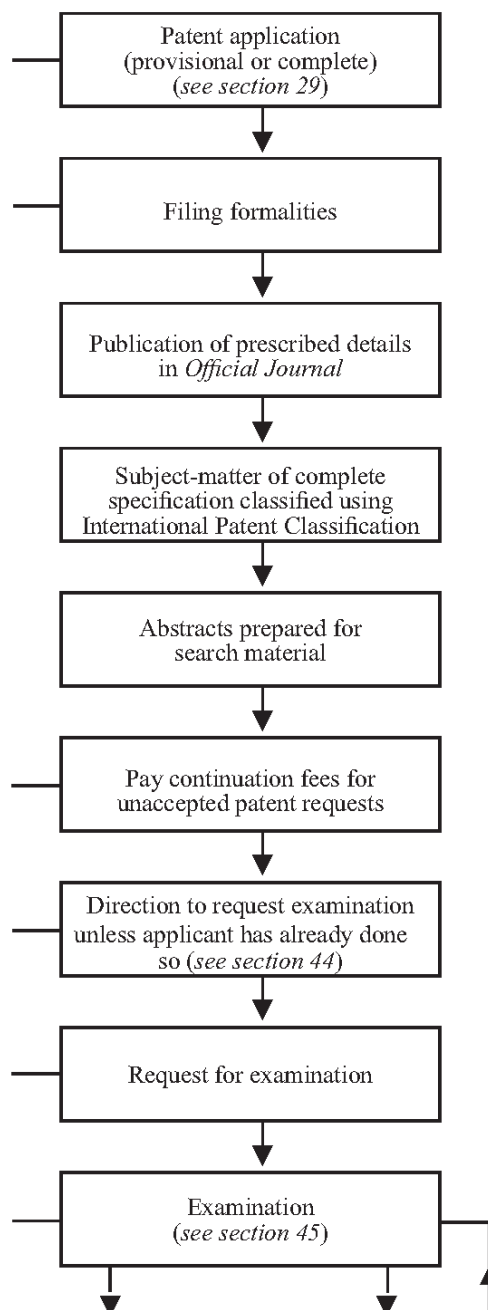 Patent application
(provisional or complete)
(see section 29)
Filing formalities
Publication of prescribed details
in Official Journal
Subject-matter of complete
specification classified using
International Patent Classification
Abstracts prepared for
search material
Pay continuation fees for
unaccepted patent requests
Direction to request examination
unless applicant has already done
so (see section 44)
Request for examination
Examination
(see section 45)